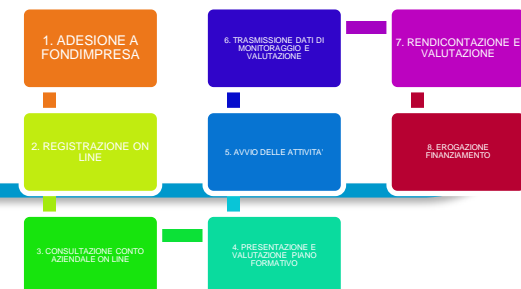 1. ADESIONE A
FONDIMPRESA
2. REGISTRAZIONE ON
LINE
3. CONSULTAZIONE CONTO
AZIENDALE ON LINE
4. PRESENTAZIONE E
VALUTAZIONE PIANO
FORMATIVO
5. AVVIO DELLE ATTIVITA'
6. TRASMISSIONE DATI DI
MONITORAGGIO E
VALUTAZIONE
7. RENDICONTAZIONE E
VALUTAZIONE
8. EROGAZIONE
FINANZIAMENTO